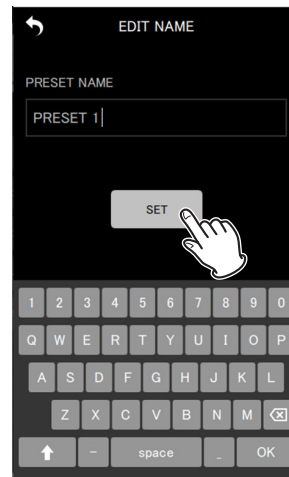 EDIT NAME
PRESET NAME
PRESET 1
SET
1 2 3 4 5 6 7 8 9 0
Q W E R T Y U I O P
A S D F G H J K L
Z X C V B N M
- space _ OK